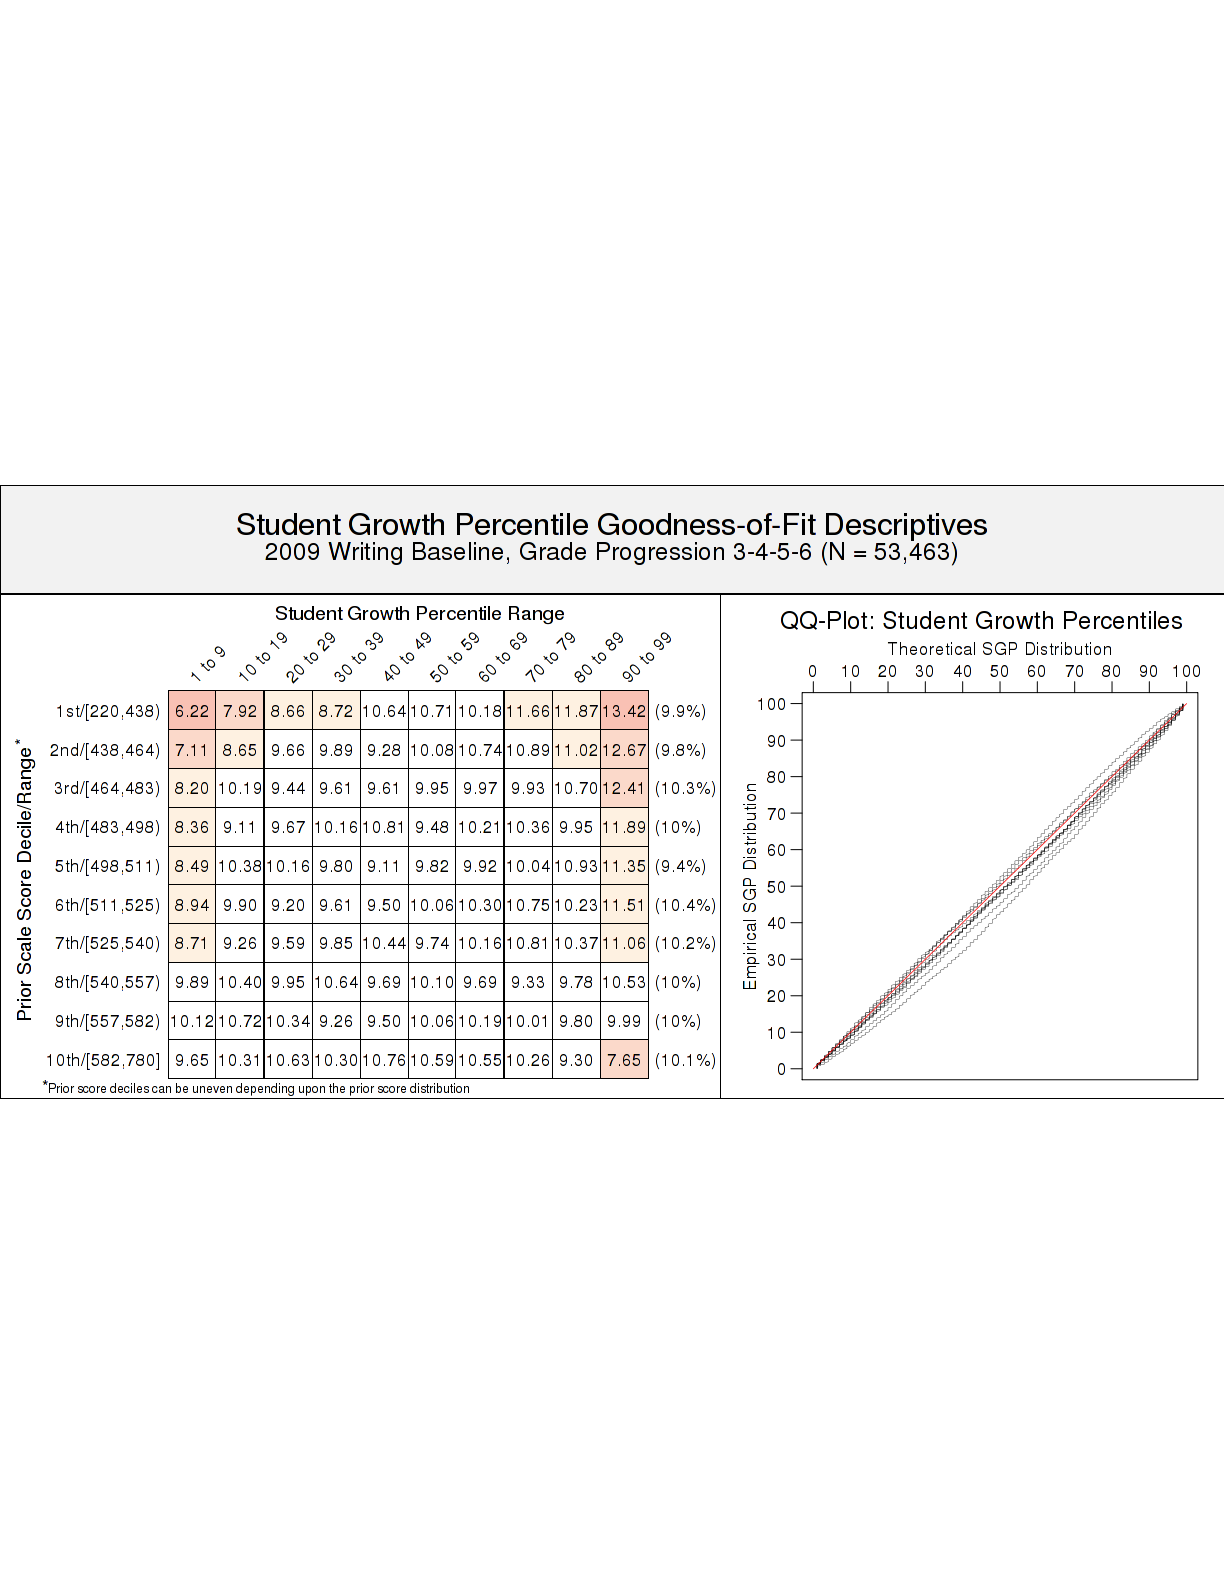 Student Growth Percentile Goodness-of-Fit Descriptives
2009 Writing Baseline, Grade Progression 3-4-5-6 (N = 53,463)
Student Growth Percentile Range
1 to 9 10 to 19 20 to 29 30 to 39 40 to 49 50 to 59 60 to 69 70 to 79 80 to 89 90 to 99
Prior Scale Score Decile/Range*
1st/[220,438) 6.22 7.92 8.66 8.72 10.64 10.71 10.18 11.66 11.87 13.42 (9.9%)
2nd/[438,464) 7.11 8.65 9.66 9.89 9.28 10.08 10.74 10.89 11.02 12.67 (9.8%)
3rd/[464,483) 8.20 10.19 9.44 9.61 9.61 9.95 9.97 9.93 10.70 12.41 (10.3%)
4th/[483,498) 8.36 9.11 9.67 10.16 10.81 9.48 10.21 10.36 9.95 11.89 (10%)
5th/[498,511) 8.49 10.38 10.16 9.80 9.11 9.82 9.92 10.04 10.93 11.35 (9.4%)
6th/[511,525) 8.94 9.90 9.20 9.61 9.50 10.06 10.30 10.75 10.23 11.51 (10.4%)
7th/[525,540) 8.71 9.26 9.59 9.85 10.44 9.74 10.16 10.81 10.37 11.06 (10.2%)
8th/[540,557) 9.89 10.40 9.95 10.64 9.69 10.10 9.69 9.33 9.78 10.53 (10%)
9th/[557,582) 10.12 10.72 10.34 9.26 9.50 10.06 10.19 10.01 9.80 9.99 (10%)
10th/[582,780] 9.65 10.31 10.63 10.30 10.76 10.59 10.55 10.26 9.30 7.65 (10.1%)
*Prior score deciles can be uneven depending upon the prior score distribution
QQ-Plot: Student Growth Percentiles
Theoretical SGP Distribution
0 10 20 30 40 50 60 70 80 90 100
Empirical SGP Distribution
100
90
80
70
60
50
40
30
20
10
0